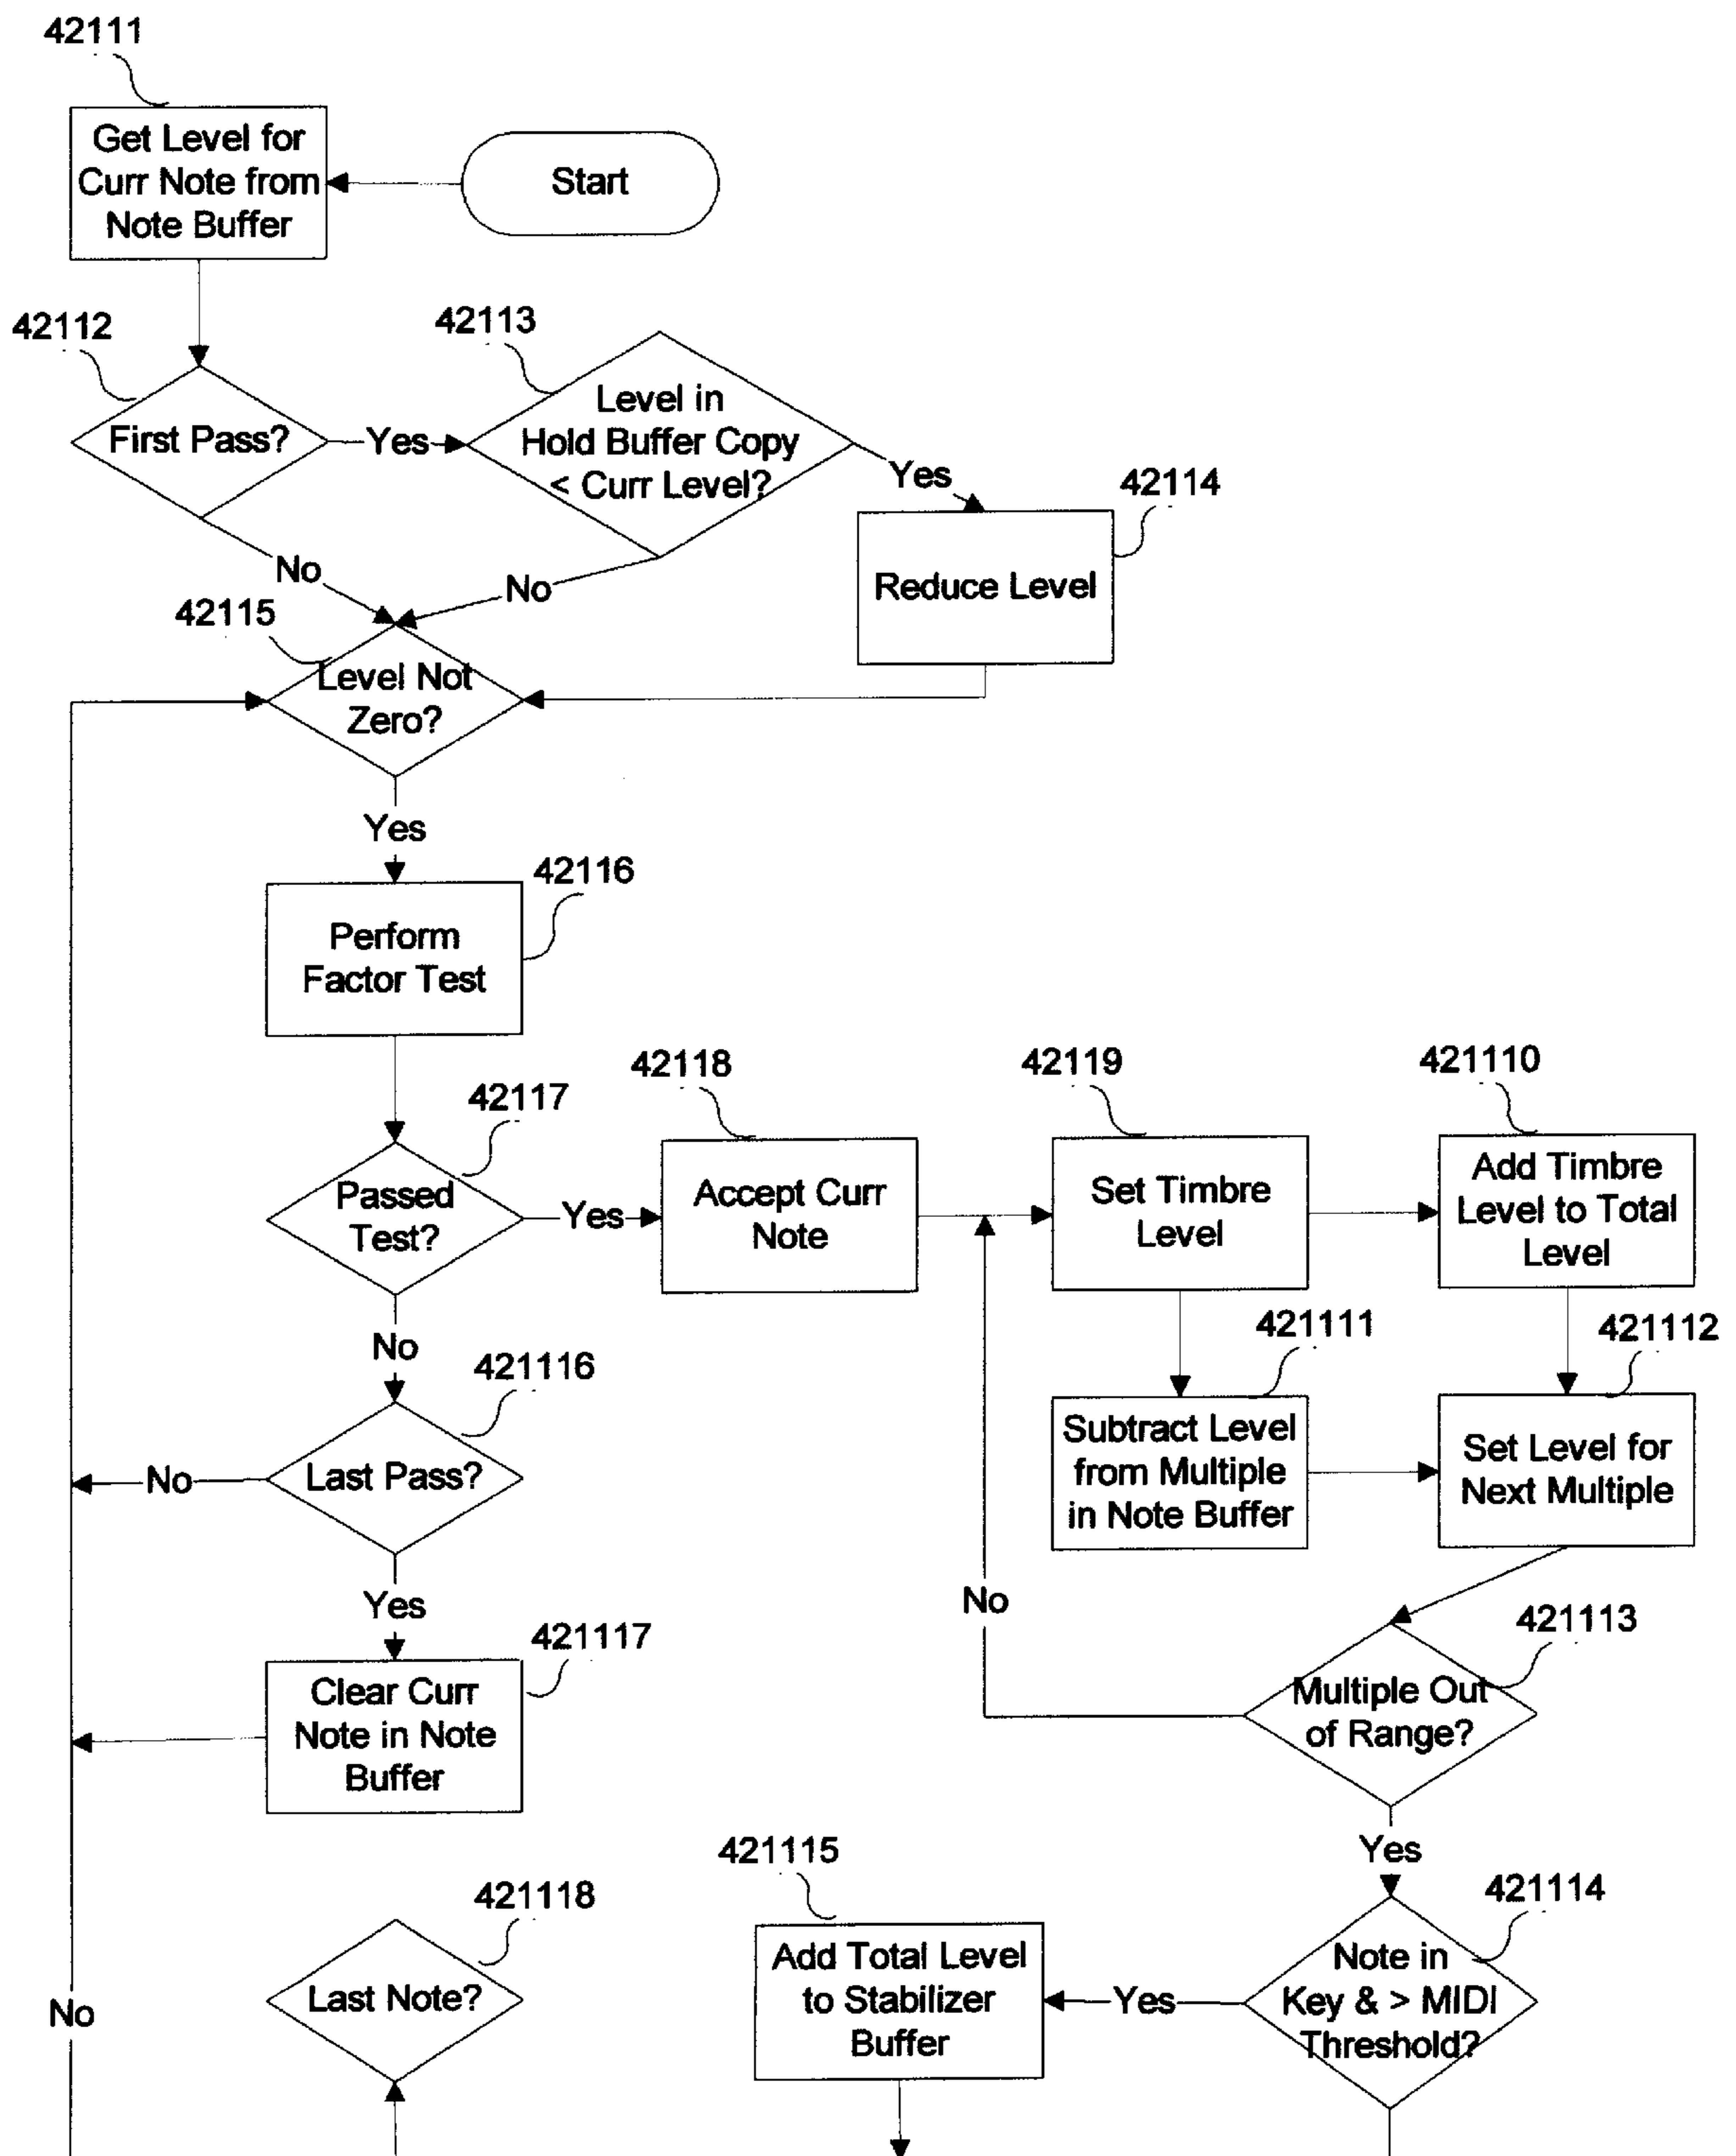 42111
Get Level for
Curr Note from
Note Buffer
Start
42112
First Pass?
Yes
42113
Level in
Hold Buffer Copy
< Curr Level?
Yes
42114
Reduce Level
No
No
42115
Level Not
Zero?
Yes
42116
Perform
Factor Test
42117
Passed
Test?
Yes
42118
Accept Curr
Note
42119
Set Timbre
Level
421110
Add Timbre
Level to Total
Level
421111
Subtract Level
from Multiple
in Note Buffer
421112
Set Level for
Next Multiple
No
421116
Last Pass?
No
Yes
421117
Clear Curr
Note in Note
Buffer
No
421113
Multiple Out
of Range?
Yes
421114
Note in
Key & > MIDI
Threshold?
Yes
421115
Add Total Level
to Stabilizer
Buffer
421118
Last Note?
No